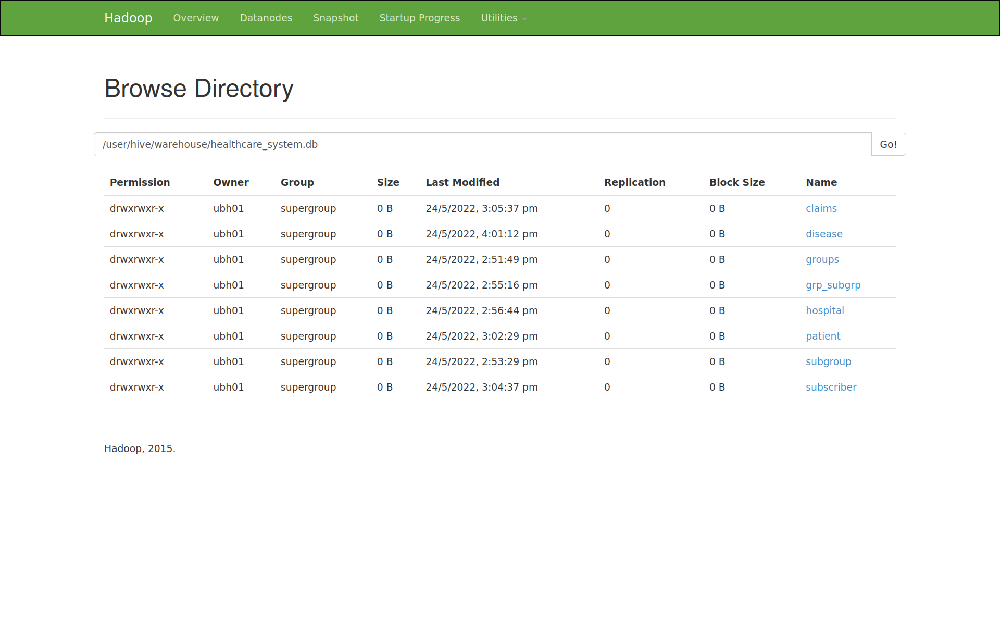 Hadoop Overview Datanodes Snapshot Startup Progress Utilities
Browse Directory
/user/hive/warehouse/healthcare_system.db Go!
Permission Owner Group Size Last Modified Replication Block Size Name
drwxrwxr-x ubh01 supergroup 0 B 24/5/2022, 3:05:37 pm 0 0 B claims
drwxrwxr-x ubh01 supergroup 0 B 24/5/2022, 4:01:12 pm 0 0 B disease
drwxrwxr-x ubh01 supergroup 0 B 24/5/2022, 2:51:49 pm 0 0 B groups
drwxrwxr-x ubh01 supergroup 0 B 24/5/2022, 2:55:16 pm 0 0 B grp_subgrp
drwxrwxr-x ubh01 supergroup 0 B 24/5/2022, 2:56:44 pm 0 0 B hospital
drwxrwxr-x ubh01 supergroup 0 B 24/5/2022, 3:02:29 pm 0 0 B patient
drwxrwxr-x ubh01 supergroup 0 B 24/5/2022, 2:53:29 pm 0 0 B subgroup
drwxrwxr-x ubh01 supergroup 0 B 24/5/2022, 3:04:37 pm 0 0 B subscriber
Hadoop, 2015.